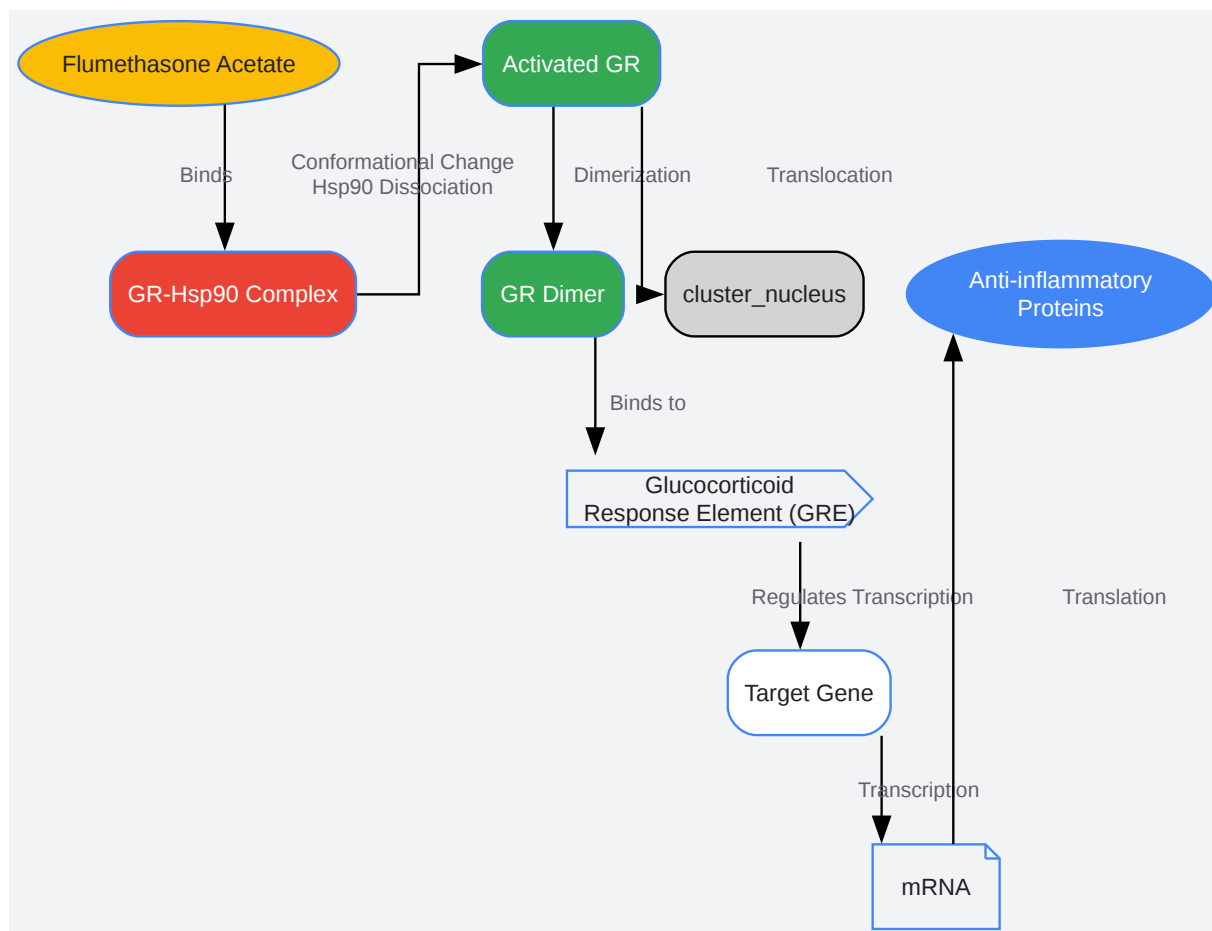 Flumethasone Acetate
Activated GR
Binds
Conformational Change
Hsp90 Dissociation
Dimerization
Translocation
GR-Hsp90 Complex
GR Dimer
cluster_nucleus
Anti-inflammatory
Proteins
Binds to
Glucocorticoid
Response Element (GRE)
Regulates Transcription
Translation
Target Gene
Transcription
mRNA